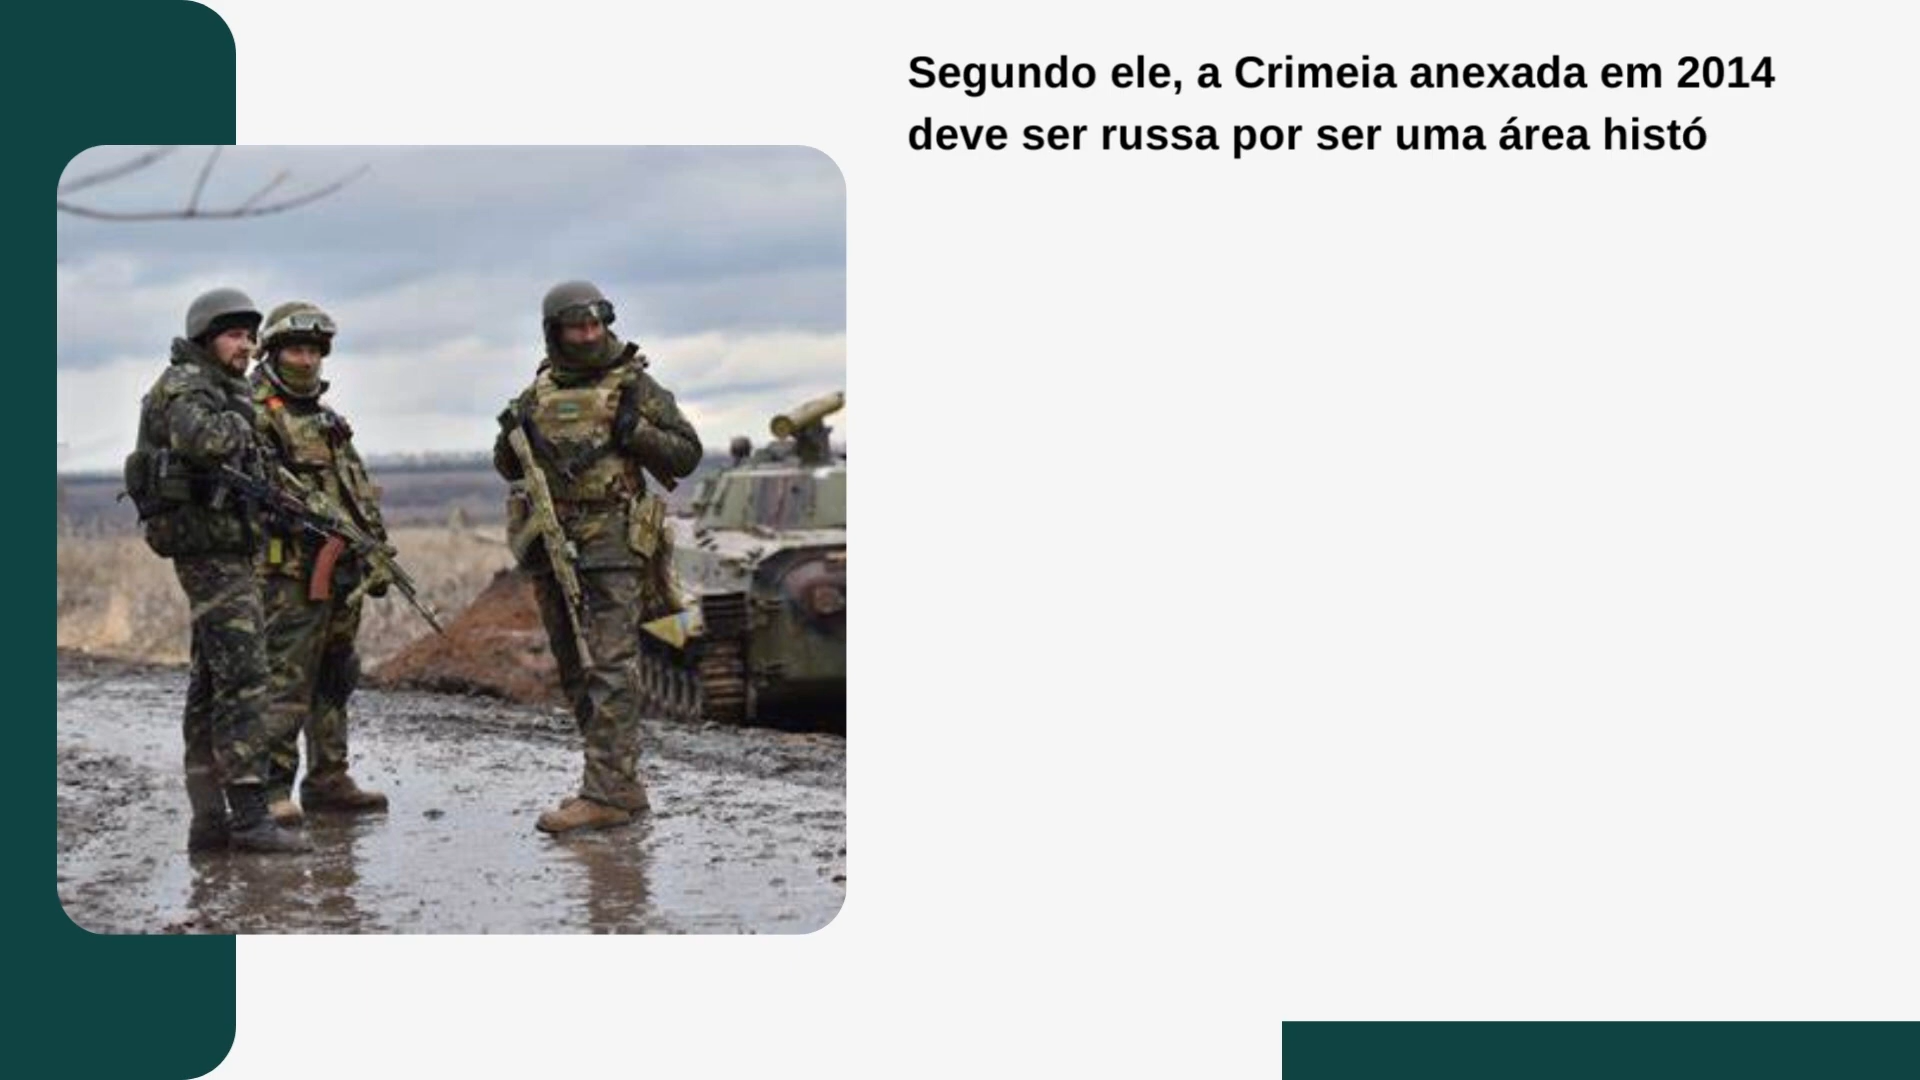 Segundo ele, a Crimeia anexada em 2014
deve ser russa por ser uma área histó